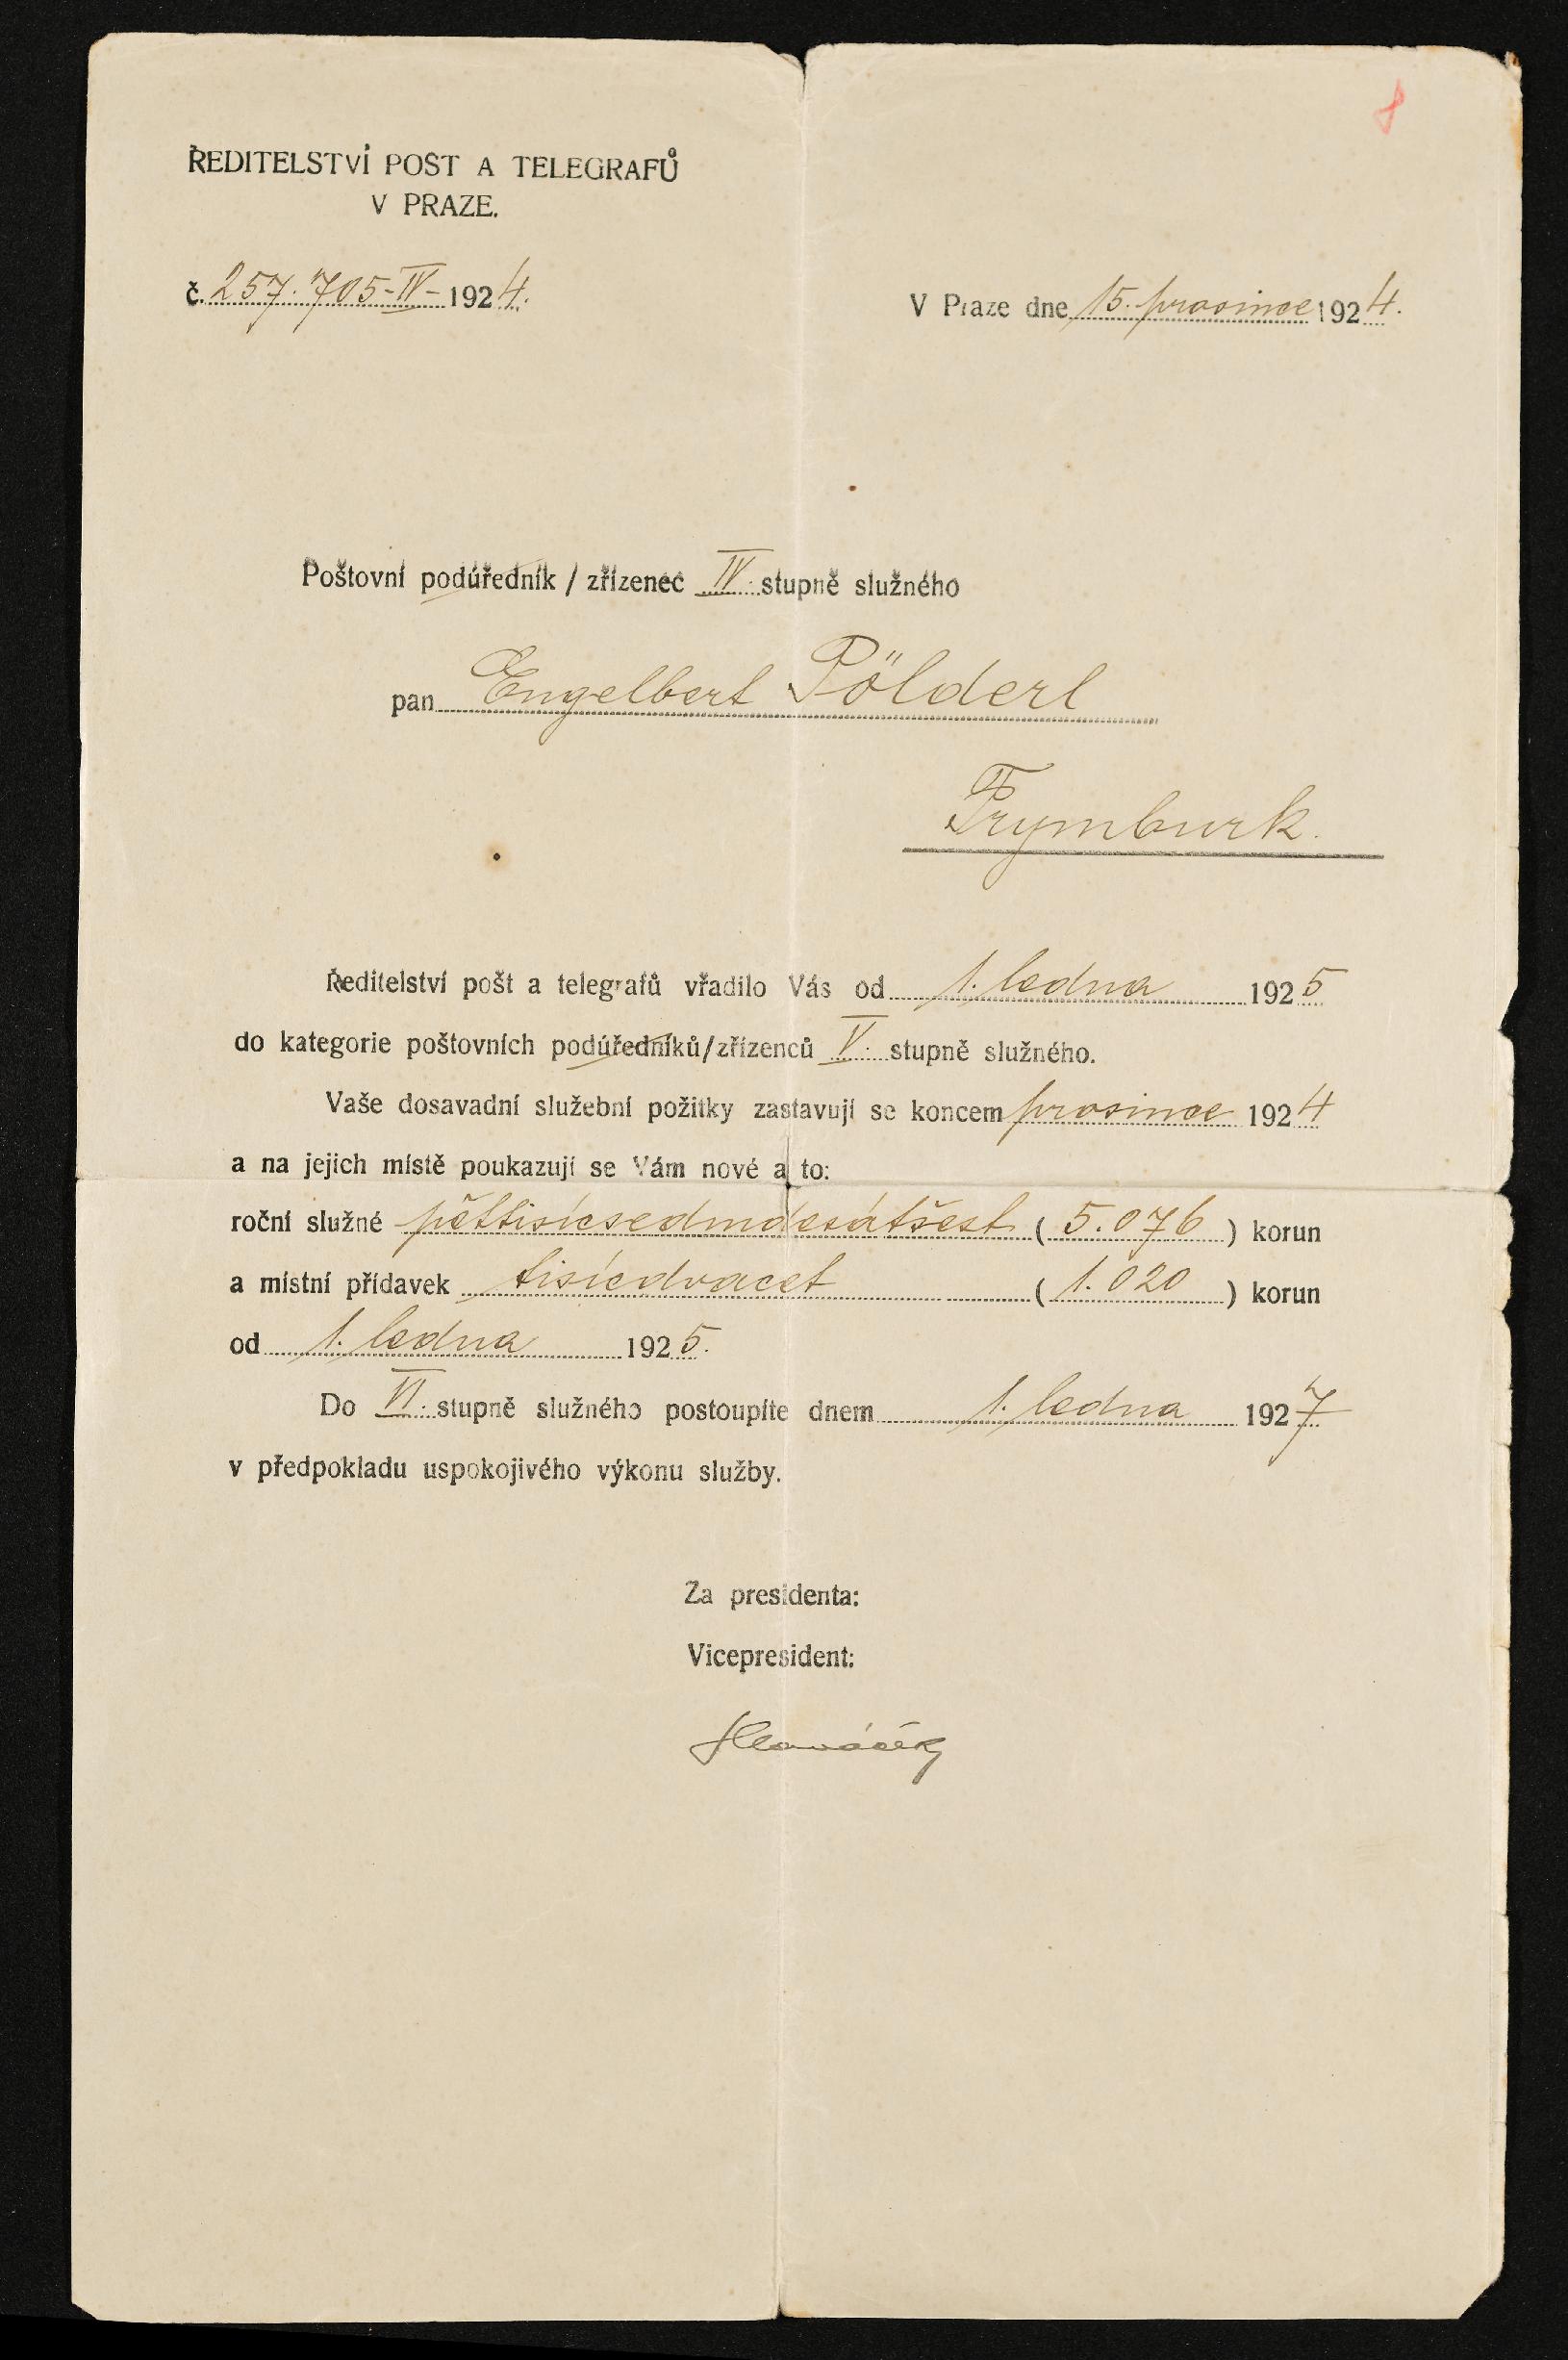 8
ŘEDITELSTVÍ POŠT A TELEGRAFŮ
V PRAZE.
č. 257.705-IV-1924.
V Praze dne 15. prosince 1924.
Poštovní podúředník / zřízenec IV. stupně služného
pan Engelbert Pölderl
Frymburk.
Ředitelství pošt a telegrafů vřadilo Vás od 1. ledna 1925
do kategorie poštovních podúředníků/zřízenců V. stupně služného.
Vaše dosavadní služební požitky zastavují se koncem prosince 1924
a na jejich místě poukazují se Vám nové a to:
roční služné pěttisícsedmdesátšest ( 5.076 ) korun
a místní přídavek tisícdvacet ( 1.020 ) korun
od 1. ledna 1925.
Do VI. stupně služného postoupíte dnem 1. ledna 1927
v předpokladu uspokojivého výkonu služby.
Za presidenta:
Vicepresident:
Hlaváček